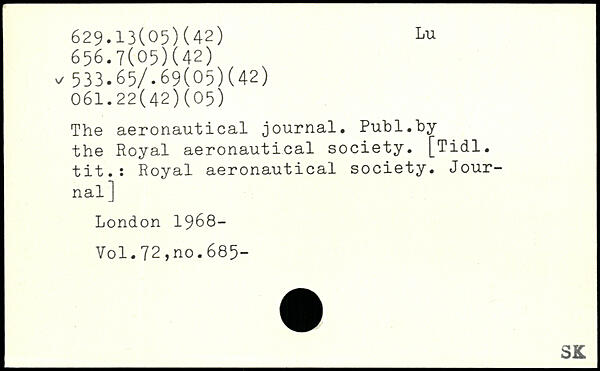 629.13(05)(42) Lu
656.7(05)(42)
✓ 533.65/.69(05)(42)
061.22(42)(05)
The aeronautical journal. Publ.by
the Royal aeronautical society. [Tidl.
tit.: Royal aeronautical society. Jour-
nal]
London 1968-
Vol.72,no.685-
SK